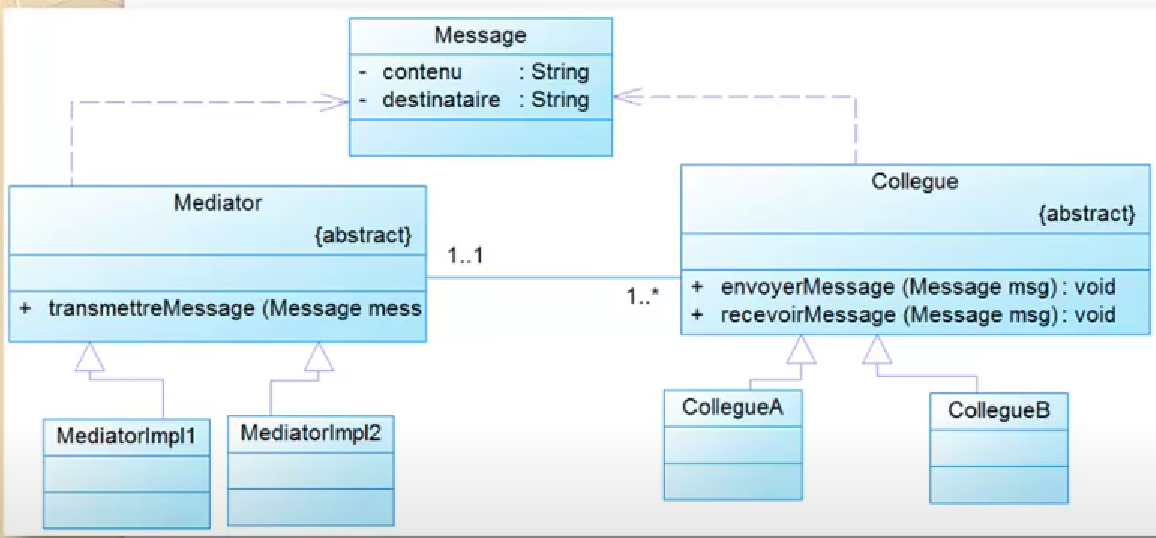 Message
- contenu : String
- destinataire : String
Mediator
{abstract}
+ transmettreMessage (Message mess
1..1
1..*
Collegue
{abstract}
+ envoyerMessage (Message msg) : void
+ recevoirMessage (Message msg) : void
MediatorImpl1
MediatorImpl2
CollegueA
CollegueB